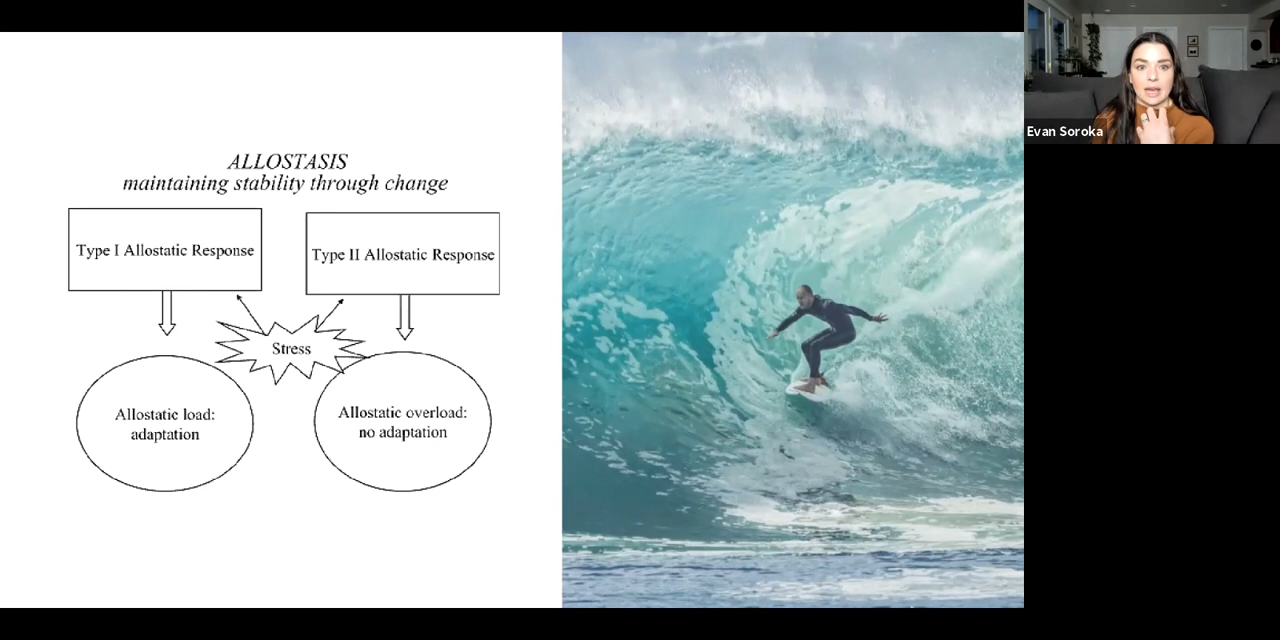 ALLOSTASIS
maintaining stability through change
Type I Allostatic Response
Type II Allostatic Response
Stress
Allostatic load:
adaptation
Allostatic overload:
no adaptation
Evan Soroka